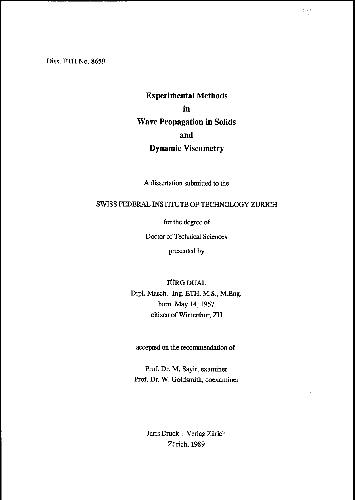 Diss. ETH No. 8659
Experimental Methods
in
Wave Propagation in Solids
and
Dynamic Viscometry
A dissertation submitted to the
SWISS FEDERAL INSTITUTE OF TECHNOLOGY ZURICH
for the degree of
Doctor of Technical Sciences
presented by
JÜRG DUAL
Dipl. Masch. Ing. ETH, M.S., M.Eng.
born May 14, 1957
citizen of Winterthur, ZH
accepted on the recommendation of
Prof. Dr. M. Sayir, examiner
Prof. Dr. W. Goldsmith, coexaminer
Juris Druck + Verlag Zürich
Zürich, 1989